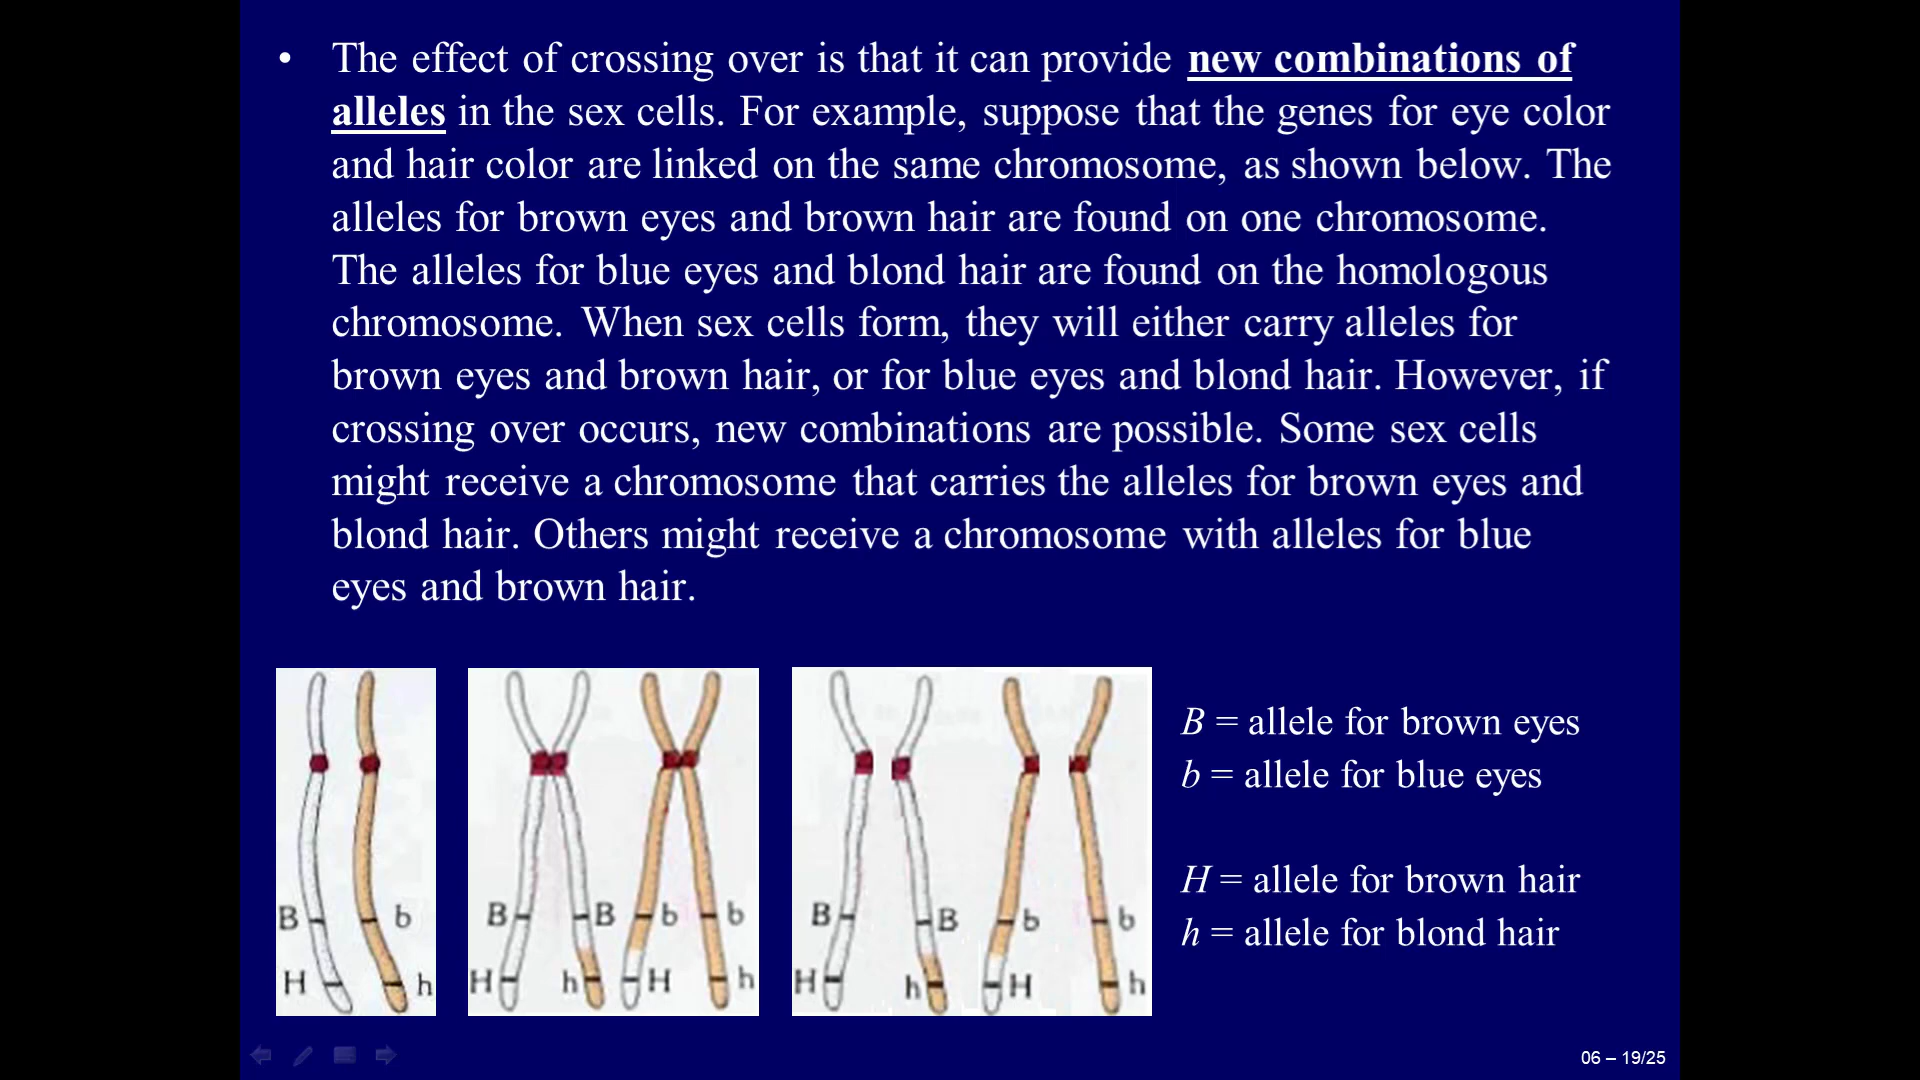 • The effect of crossing over is that it can provide new combinations of
alleles in the sex cells. For example, suppose that the genes for eye color
and hair color are linked on the same chromosome, as shown below. The
alleles for brown eyes and brown hair are found on one chromosome.
The alleles for blue eyes and blond hair are found on the homologous
chromosome. When sex cells form, they will either carry alleles for
brown eyes and brown hair, or for blue eyes and blond hair. However, if
crossing over occurs, new combinations are possible. Some sex cells
might receive a chromosome that carries the alleles for brown eyes and
blond hair. Others might receive a chromosome with alleles for blue
eyes and brown hair.
B b
H h
B B b b
H h H h
B B b b
H h H h
B = allele for brown eyes
b = allele for blue eyes
H = allele for brown hair
h = allele for blond hair
06 – 19/25